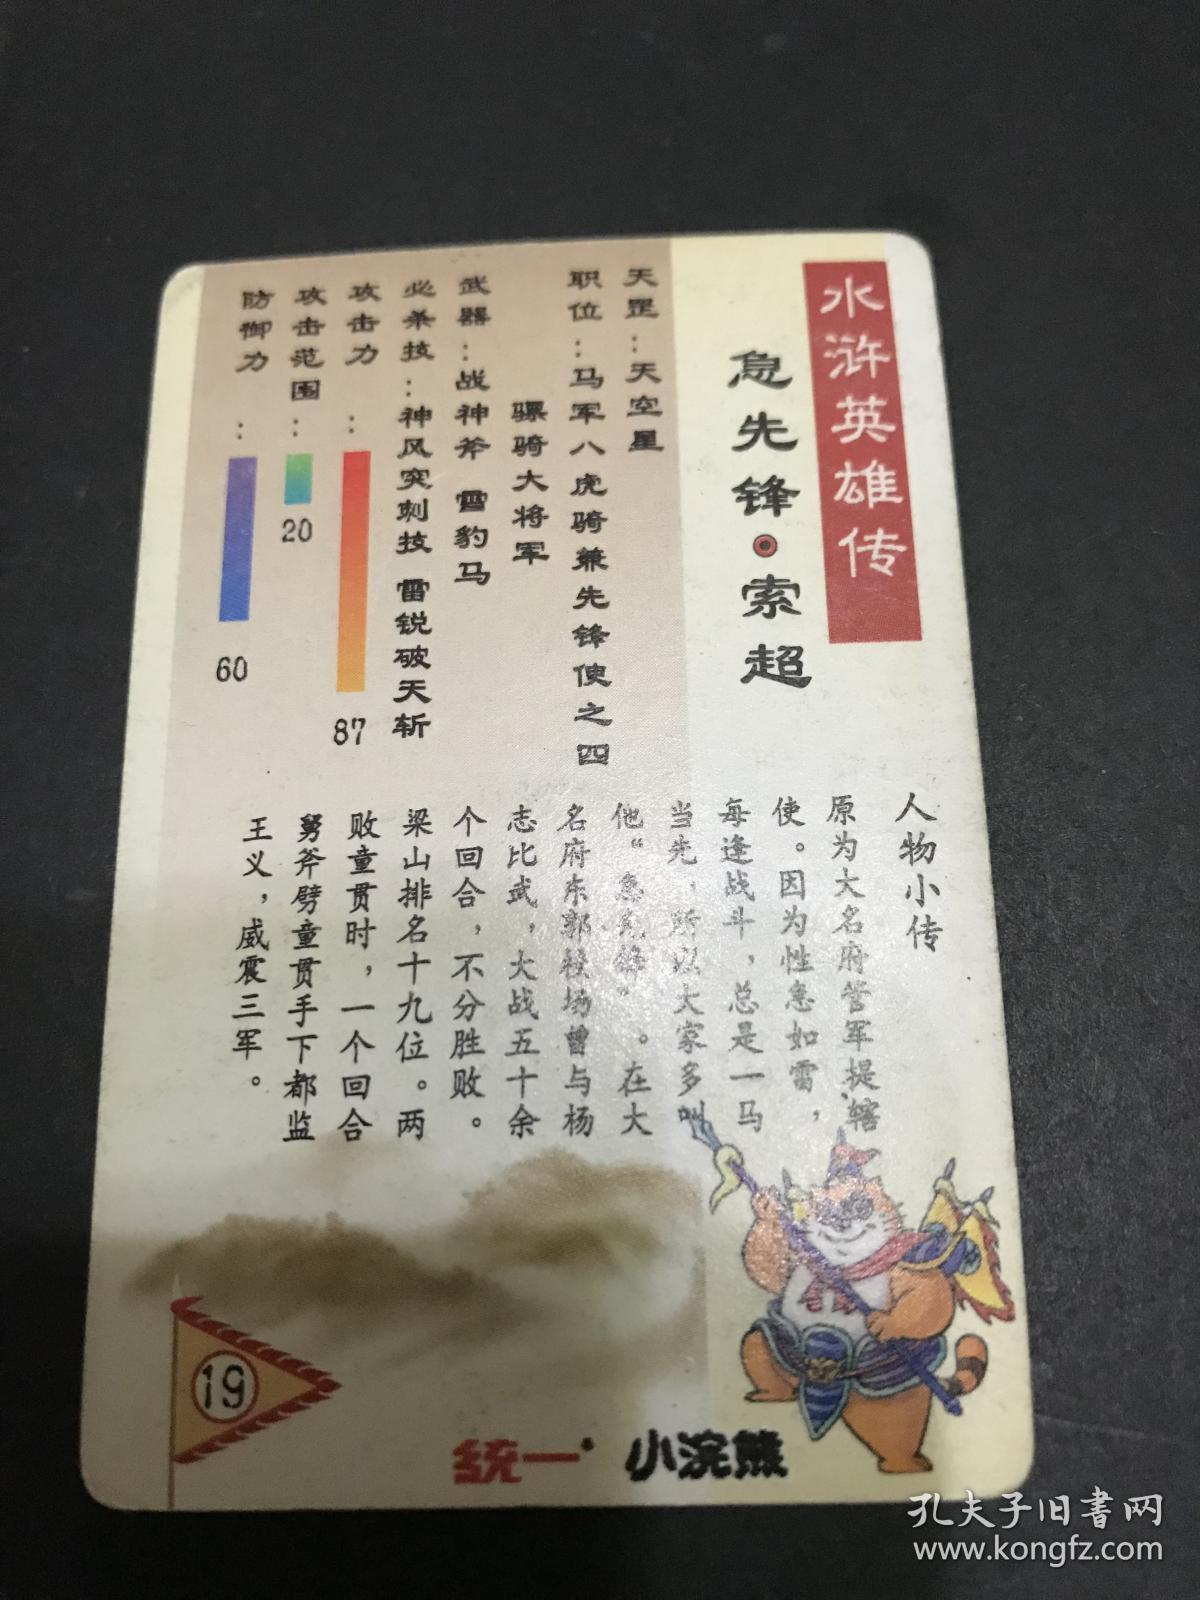 水浒英雄传
急先锋·索超
天罡：天空星
职位：马军八虎骑兼先锋使之四
骠骑大将军
武器：战神斧 雪豹马
必杀技：神风突刺技 雷锐破天斩
攻击力：87
攻击范围：20
防御力：60
人物小传
原为大名府管军提辖
使。因为性急如雷，
每逢战斗，总是一马
当先，所以大家多叫
他“急先锋”。在大
名府东郭校场曾与杨
志比武，大战五十余
个回合，不分胜败。
梁山排名十九位。两
败童贯时，一个回合
舅斧劈童贯手下都监
王义，威震三军。
19
统一 小浣熊
孔夫子旧书网
www.kongfz.com